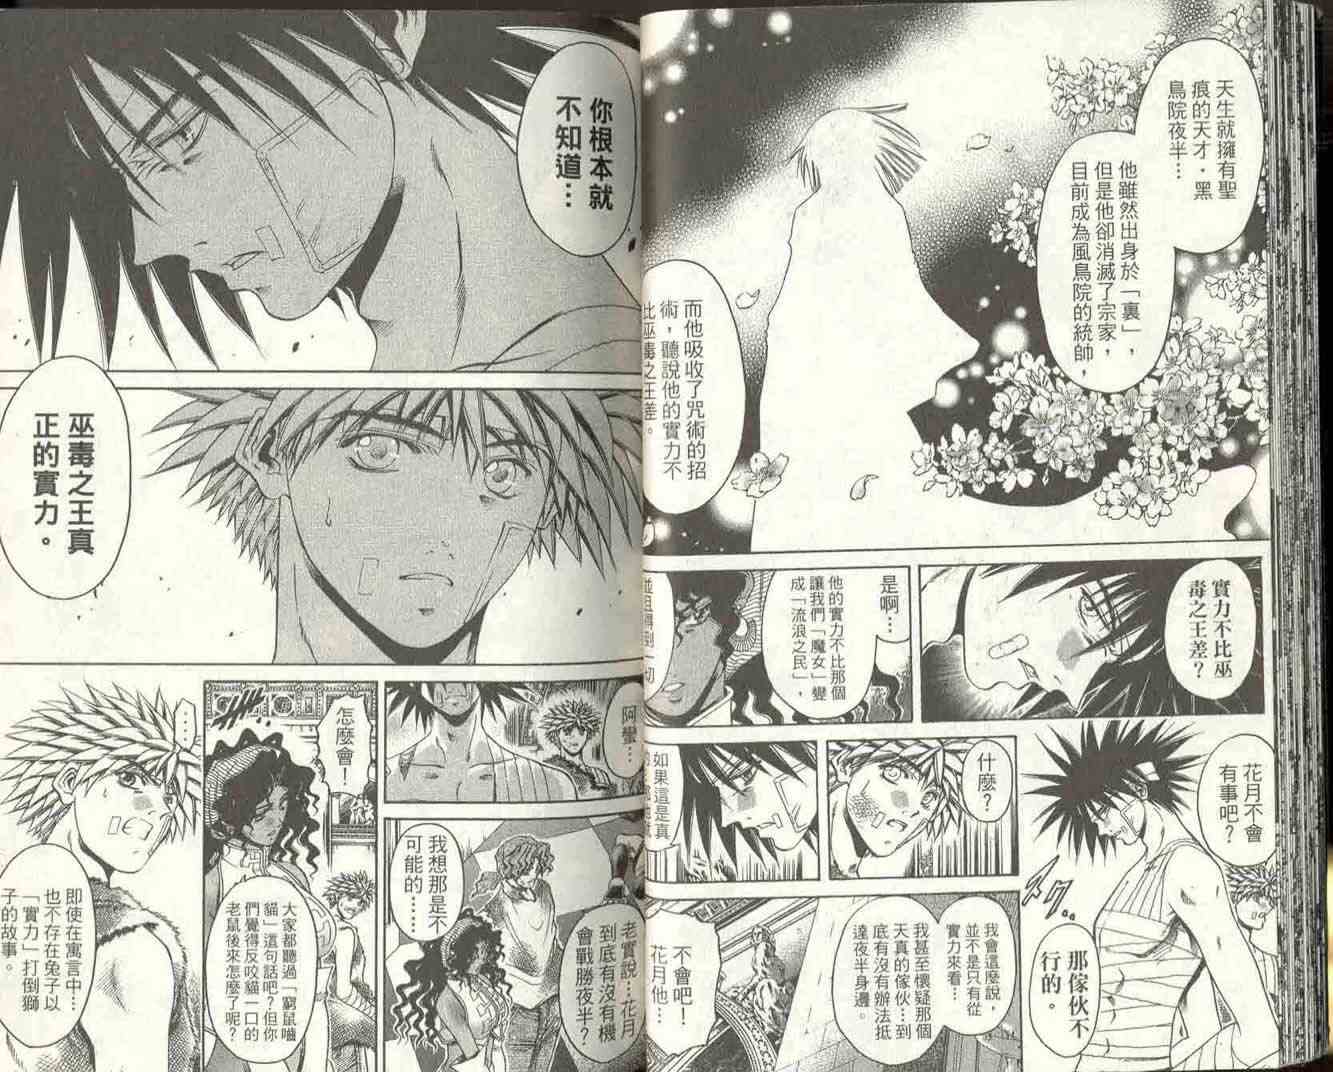 天生就擁有聖
痕的天才．黑
鳥院夜半…
他雖然出身於「裏」，
但是他卻消滅了宗家，
目前成為風鳥院的統帥，
而他吸收了咒術的招
術，聽說他的實力不
比巫毒之王差。
實力不比巫
毒之王差？
是啊…
他的實力不比那個
讓我們「魔女」變
成「流浪之民」，
並且得到一切
花月不會
有事吧？
那傢伙不
行的。
什麼？
如果這是真
我會這麼說，
並不是只有從
實力來看…
我甚至懷疑那個
天真的傢伙…到
底有沒有辦法抵
達夜半身邊。
不會吧！
花月他…
你根本就
不知道…
巫毒之王真
正的實力。
阿蠻…
怎麼會！
…
老實說…花月
到底有沒有機
會戰勝夜半？
我想那是不
可能的……
大家都聽過「窮鼠嚙
貓」這句話吧？但你
們覺得反咬貓一口的
老鼠後來怎麼了呢？
即使在寓言中…
也不存在兔子以
「實力」打倒獅
子的故事。